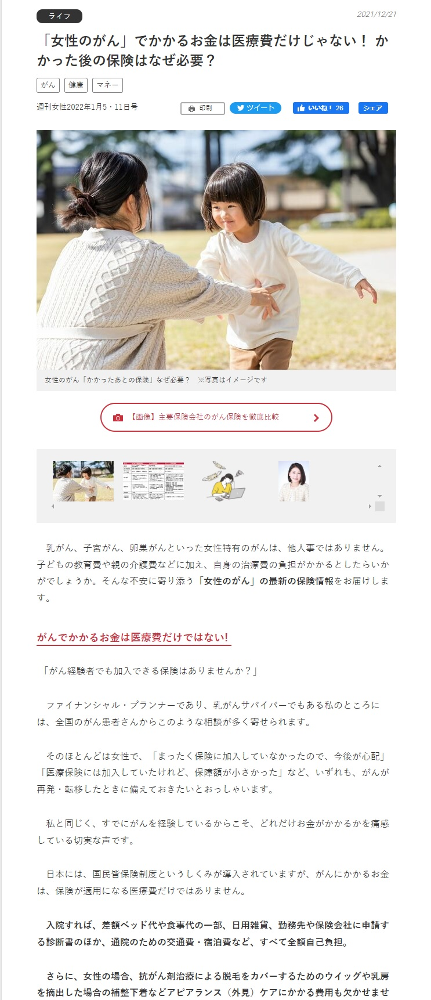 ライフ
2021/12/21
「女性のがん」でかかるお金は医療費だけじゃない！ か
かった後の保険はなぜ必要？
がん 健康 マネー
週刊女性2022年1月5・11日号
印刷 ツイート いいね！ 26 シェア
女性のがん「かかったあとの保険」なぜ必要？　※写真はイメージです
【画像】主要保険会社のがん保険を徹底比較
　乳がん、子宮がん、卵巣がんといった女性特有のがんは、他人事ではありません。
子どもの教育費や親の介護費などに加え、自身の治療費の負担がかかるとしたらいか
がでしょうか。そんな不安に寄り添う「女性のがん」の最新の保険情報をお届けしま
す。
がんでかかるお金は医療費だけではない!
「がん経験者でも加入できる保険はありませんか？」
　ファイナンシャル・プランナーであり、乳がんサバイバーでもある私のところに
は、全国のがん患者さんからこのような相談が多く寄せられます。
　そのほとんどは女性で、「まったく保険に加入していなかったので、今後が心配」
「医療保険には加入していたけれど、保障額が小さかった」など、いずれも、がんが
再発・転移したときに備えておきたいとおっしゃいます。
　私と同じく、すでにがんを経験しているからこそ、どれだけお金がかかるかを痛感
している切実な声です。
　日本には、国民皆保険制度というしくみが導入されていますが、がんにかかるお金
は、保険が適用になる医療費だけではありません。
　入院すれば、差額ベッド代や食事代の一部、日用雑貨、勤務先や保険会社に申請す
る診断書のほか、通院のための交通費・宿泊費など、すべて全額自己負担。
　さらに、女性の場合、抗がん剤治療による脱毛をカバーするためのウイッグや乳房
を摘出した場合の補整下着などアピアランス（外見）ケアにかかる費用も欠かせませ